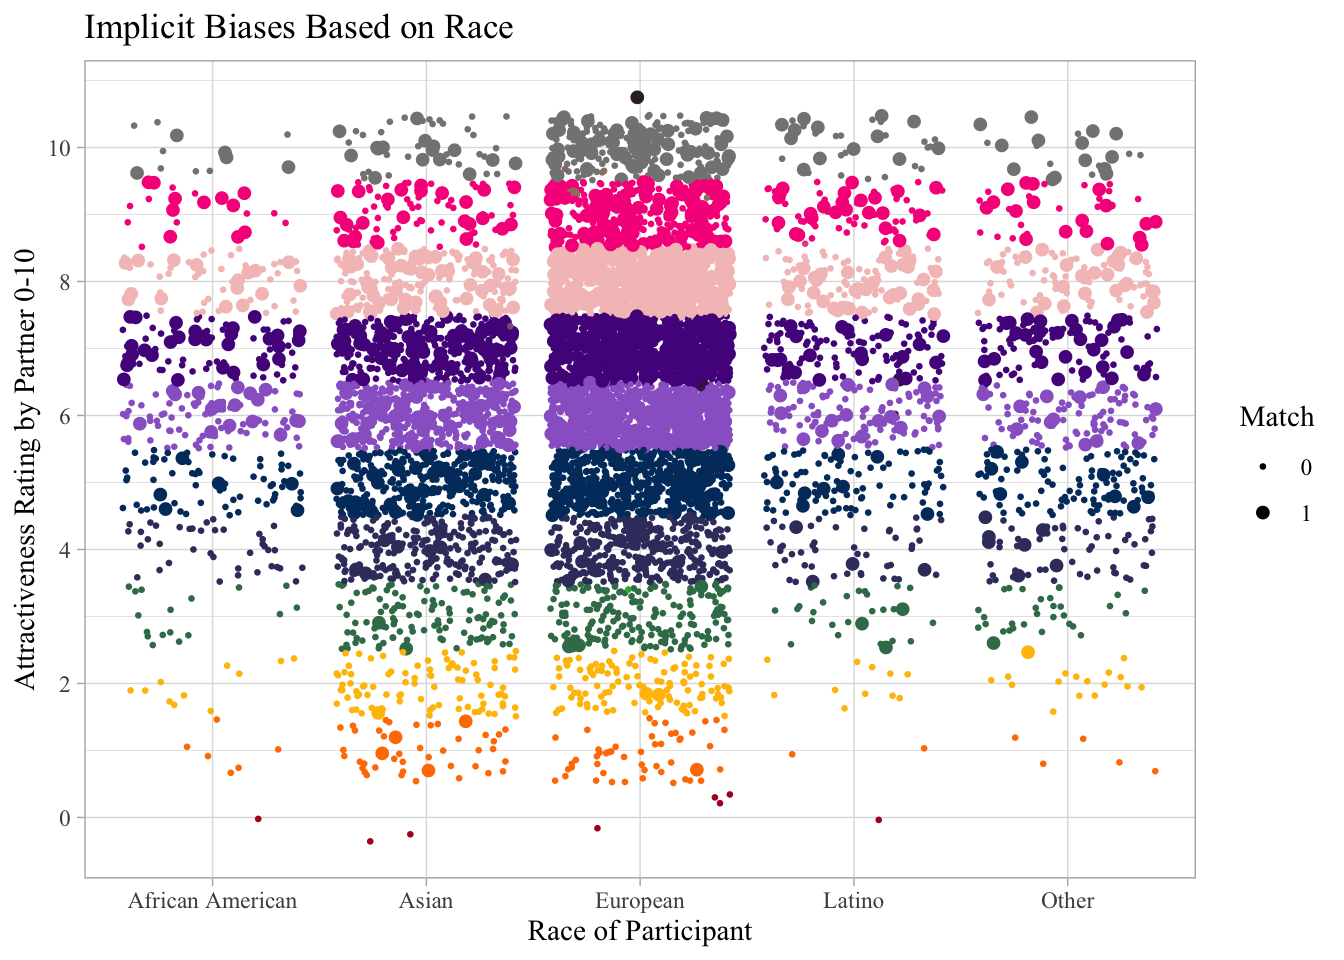 Implicit Biases Based on Race
Attractiveness Rating by Partner 0-10
10
8
6
4
2
0
African American
Asian
European
Latino
Other
Race of Participant
Match
0
1